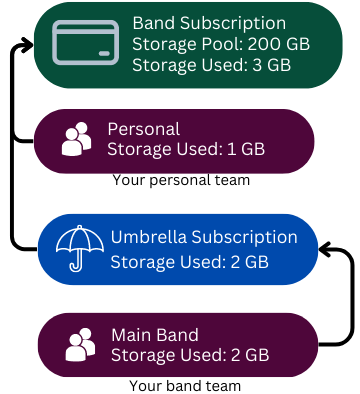 Band Subscription
Storage Pool: 200 GB
Storage Used: 3 GB
Personal
Storage Used: 1 GB
Your personal team
Umbrella Subscription
Storage Used: 2 GB
Main Band
Storage Used: 2 GB
Your band team